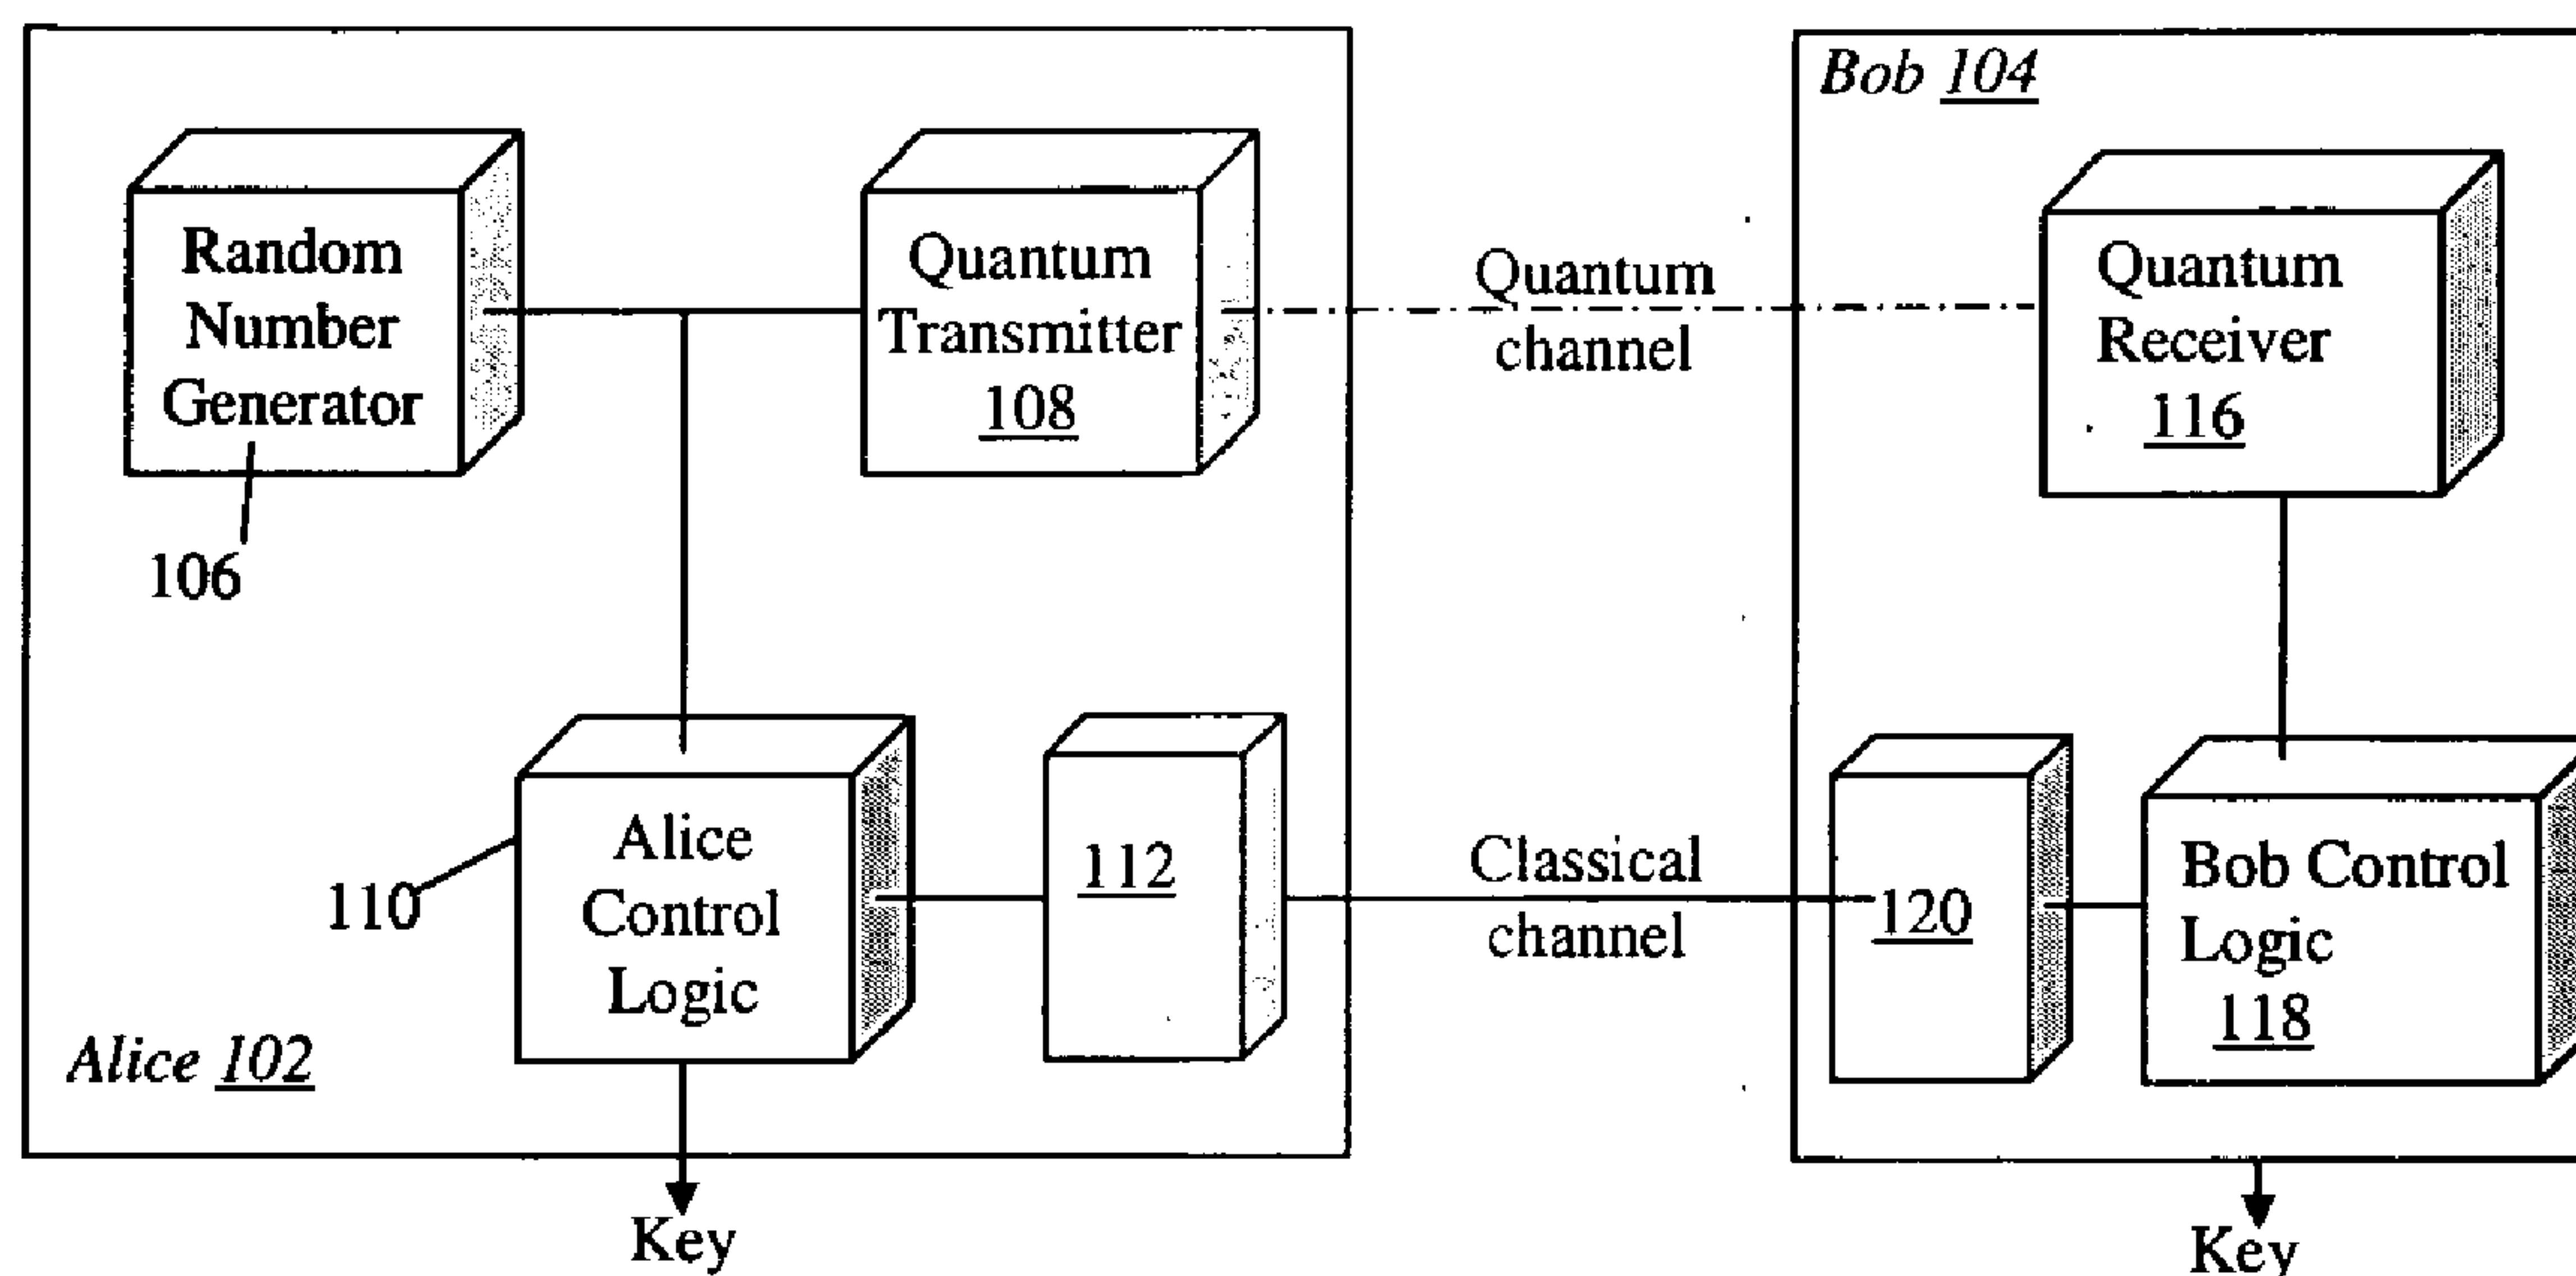 Bob 104
Random
Number
Generator
106
Quantum
Transmitter
108
Quantum
channel
Quantum
Receiver
116
Alice
Control
Logic
110
112
Classical
channel
120
Bob Control
Logic
118
Alice 102
Key
Key